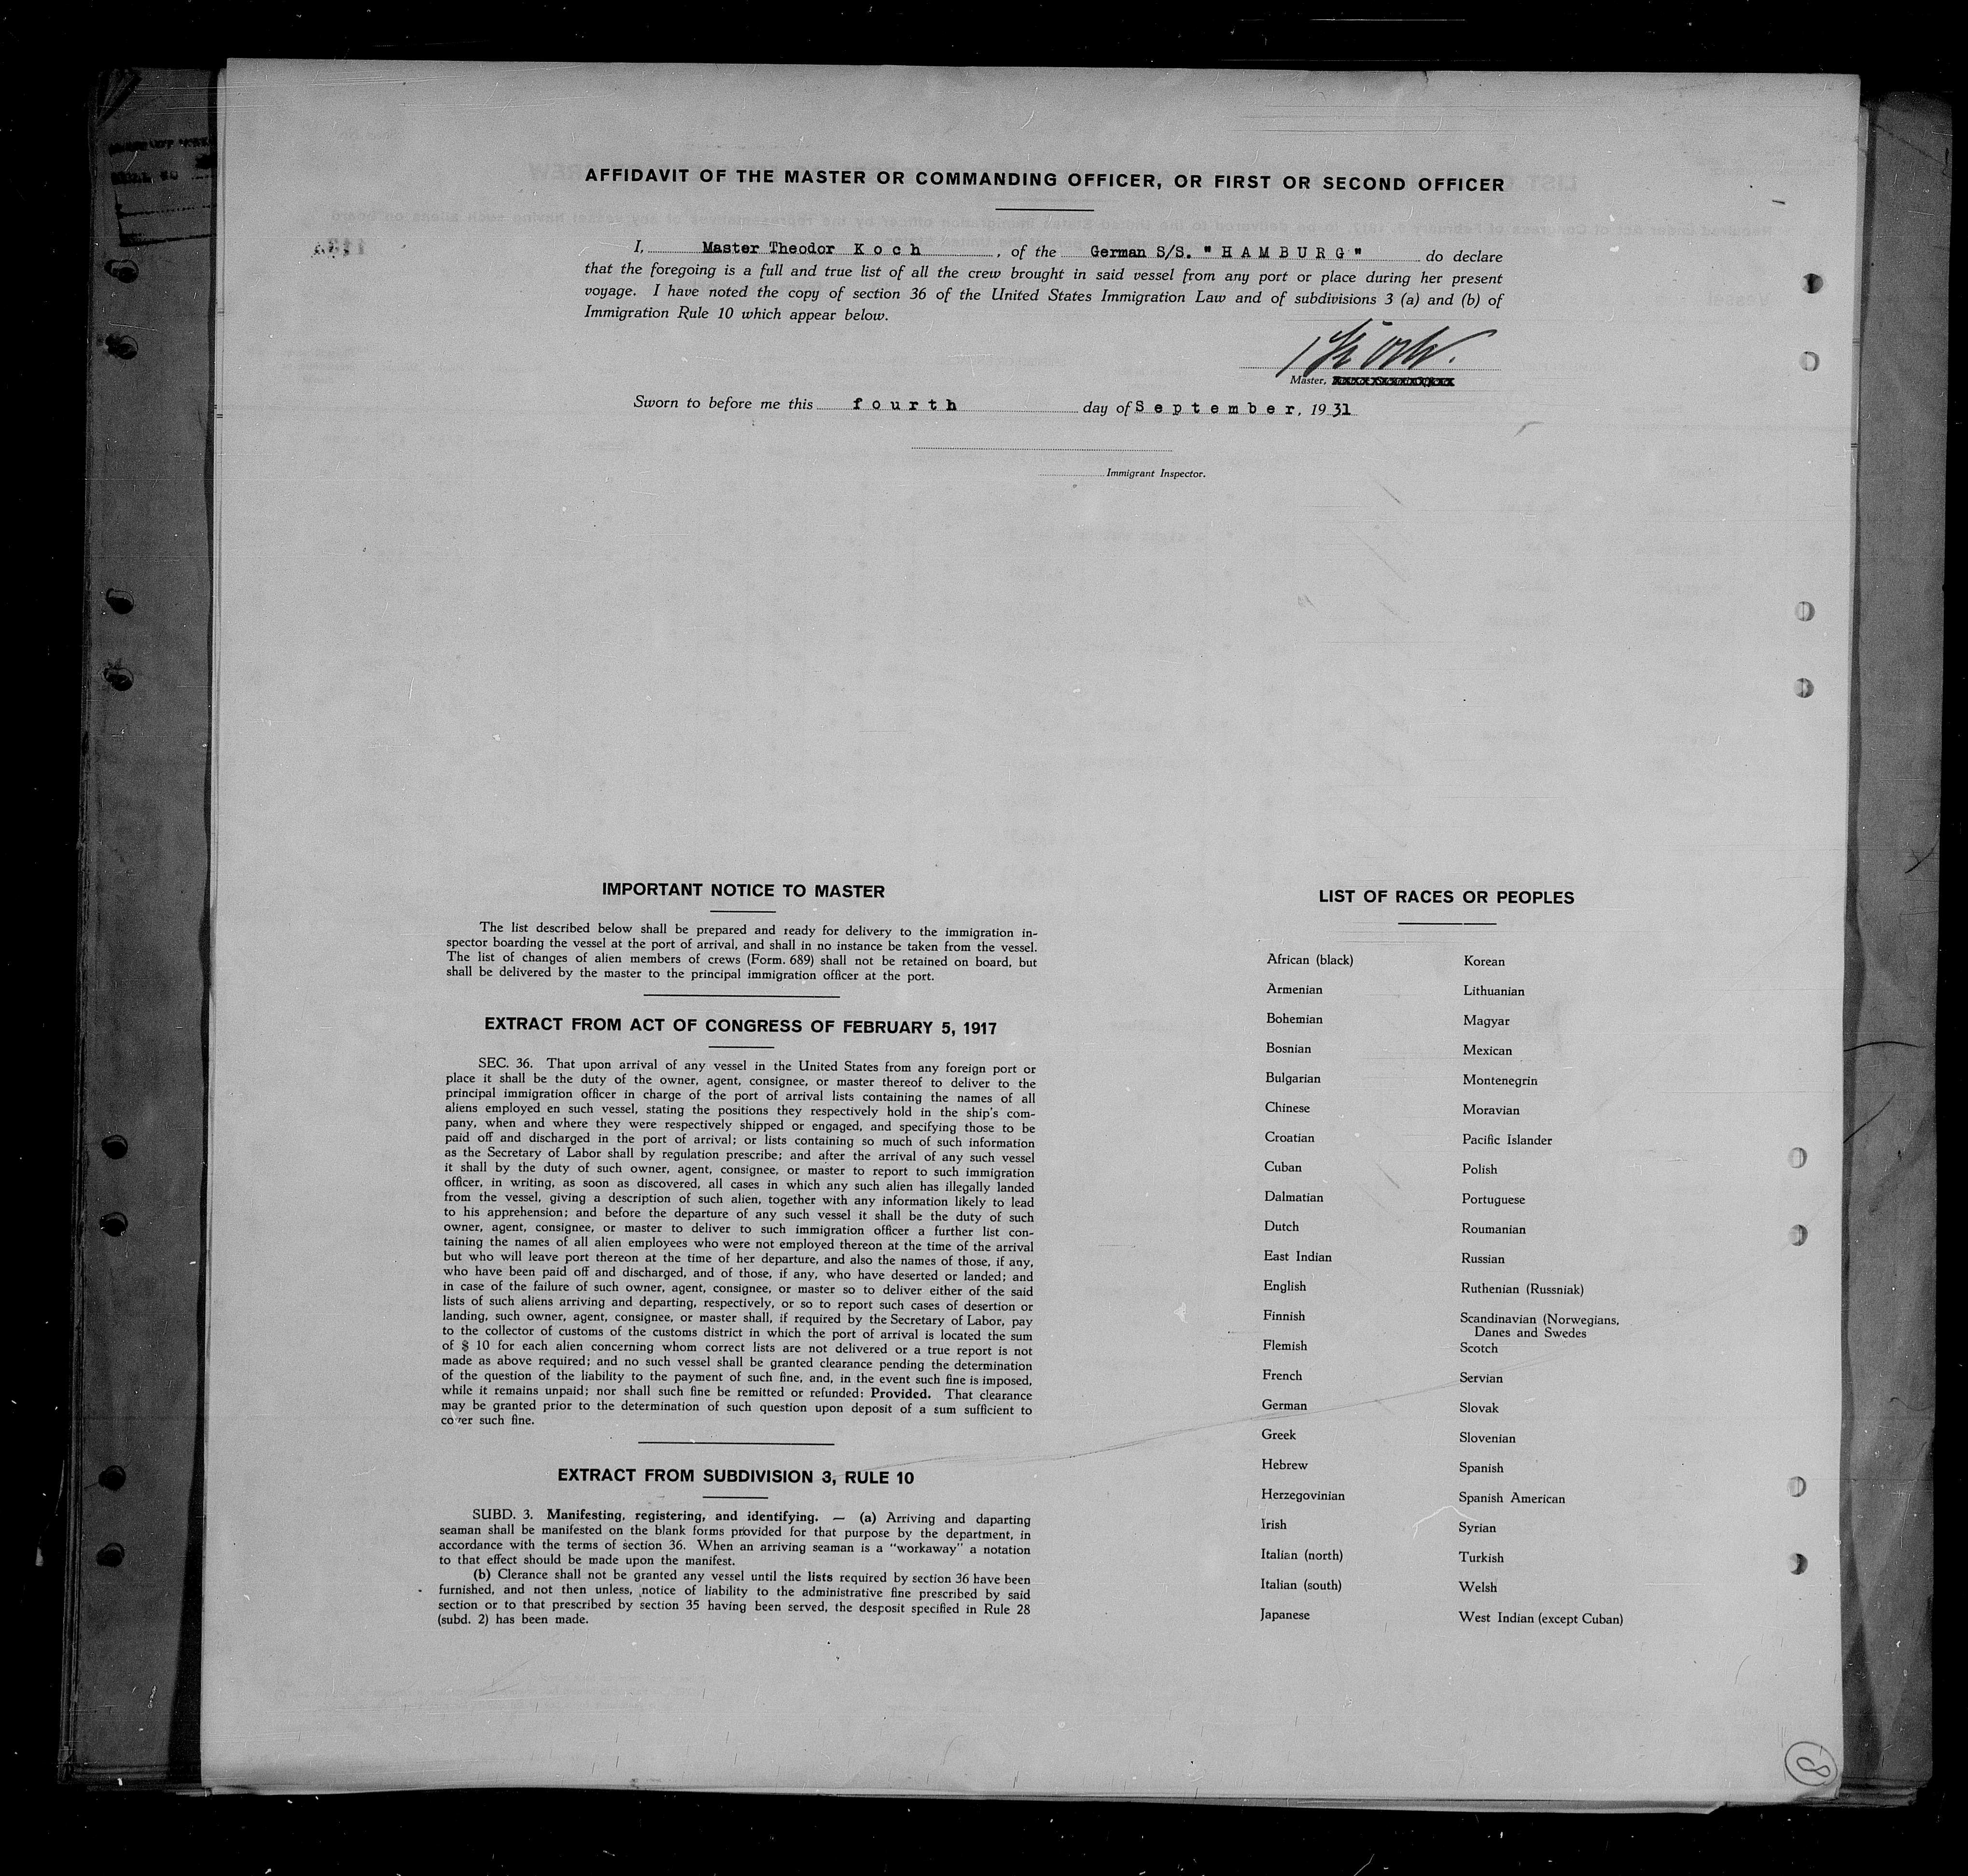 AFFIDAVIT OF THE MASTER OR COMMANDING OFFICER, OR FIRST OR SECOND OFFICER
I, Master Theodor K o c h , of the German S/S. " H A M B U R G " do declare
that the foregoing is a full and true list of all the crew brought in said vessel from any port or place during her present
voyage. I have noted the copy of section 36 of the United States Immigration Law and of subdivisions 3 (a) and (b) of
Immigration Rule 10 which appear below.
Koch.
Master,
Sworn to before me this f o u r t h day of S e p t e m b e r, 19 31
Immigrant Inspector.
IMPORTANT NOTICE TO MASTER
The list described below shall be prepared and ready for delivery to the immigration in-
spector boarding the vessel at the port of arrival, and shall in no instance be taken from the vessel.
The list of changes of alien members of crews (Form. 689) shall not be retained on board, but
shall be delivered by the master to the principal immigration officer at the port.
EXTRACT FROM ACT OF CONGRESS OF FEBRUARY 5, 1917
SEC. 36. That upon arrival of any vessel in the United States from any foreign port or
place it shall be the duty of the owner, agent, consignee, or master thereof to deliver to the
principal immigration officer in charge of the port of arrival lists containing the names of all
aliens employed en such vessel, stating the positions they respectively hold in the ship's com-
pany, when and where they were respectively shipped or engaged, and specifying those to be
paid off and discharged in the port of arrival; or lists containing so much of such information
as the Secretary of Labor shall by regulation prescribe; and after the arrival of any such vessel
it shall by the duty of such owner, agent, consignee, or master to report to such immigration
officer, in writing, as soon as discovered, all cases in which any such alien has illegally landed
from the vessel, giving a description of such alien, together with any information likely to lead
to his apprehension; and before the departure of any such vessel it shall be the duty of such
owner, agent, consignee, or master to deliver to such immigration officer a further list con-
taining the names of all alien employees who were not employed thereon at the time of the arrival
but who will leave port thereon at the time of her departure, and also the names of those, if any,
who have been paid off and discharged, and of those, if any, who have deserted or landed; and
in case of the failure of such owner, agent, consignee, or master so to deliver either of the said
lists of such aliens arriving and departing, respectively, or so to report such cases of desertion or
landing, such owner, agent, consignee, or master shall, if required by the Secretary of Labor, pay
to the collector of customs of the customs district in which the port of arrival is located the sum
of $ 10 for each alien concerning whom correct lists are not delivered or a true report is not
made as above required; and no such vessel shall be granted clearance pending the determination
of the question of the liability to the payment of such fine, and, in the event such fine is imposed,
while it remains unpaid; nor shall such fine be remitted or refunded: Provided. That clearance
may be granted prior to the determination of such question upon deposit of a sum sufficient to
cover such fine.
EXTRACT FROM SUBDIVISION 3, RULE 10
SUBD. 3. Manifesting, registering, and identifying. — (a) Arriving and daparting
seaman shall be manifested on the blank forms provided for that purpose by the department, in
accordance with the terms of section 36. When an arriving seaman is a "workaway" a notation
to that effect should be made upon the manifest.
(b) Clerance shall not be granted any vessel until the lists required by section 36 have been
furnished, and not then unless, notice of liability to the administrative fine prescribed by said
section or to that prescribed by section 35 having been served, the desposit specified in Rule 28
(subd. 2) has been made.
LIST OF RACES OR PEOPLES
African (black)
Armenian
Bohemian
Bosnian
Bulgarian
Chinese
Croatian
Cuban
Dalmatian
Dutch
East Indian
English
Finnish
Flemish
French
German
Greek
Hebrew
Herzegovinian
Irish
Italian (north)
Italian (south)
Japanese
Korean
Lithuanian
Magyar
Mexican
Montenegrin
Moravian
Pacific Islander
Polish
Portuguese
Roumanian
Russian
Ruthenian (Russniak)
Scandinavian (Norwegians,
Danes and Swedes
Scotch
Servian
Slovak
Slovenian
Spanish
Spanish American
Syrian
Turkish
Welsh
West Indian (except Cuban)
8